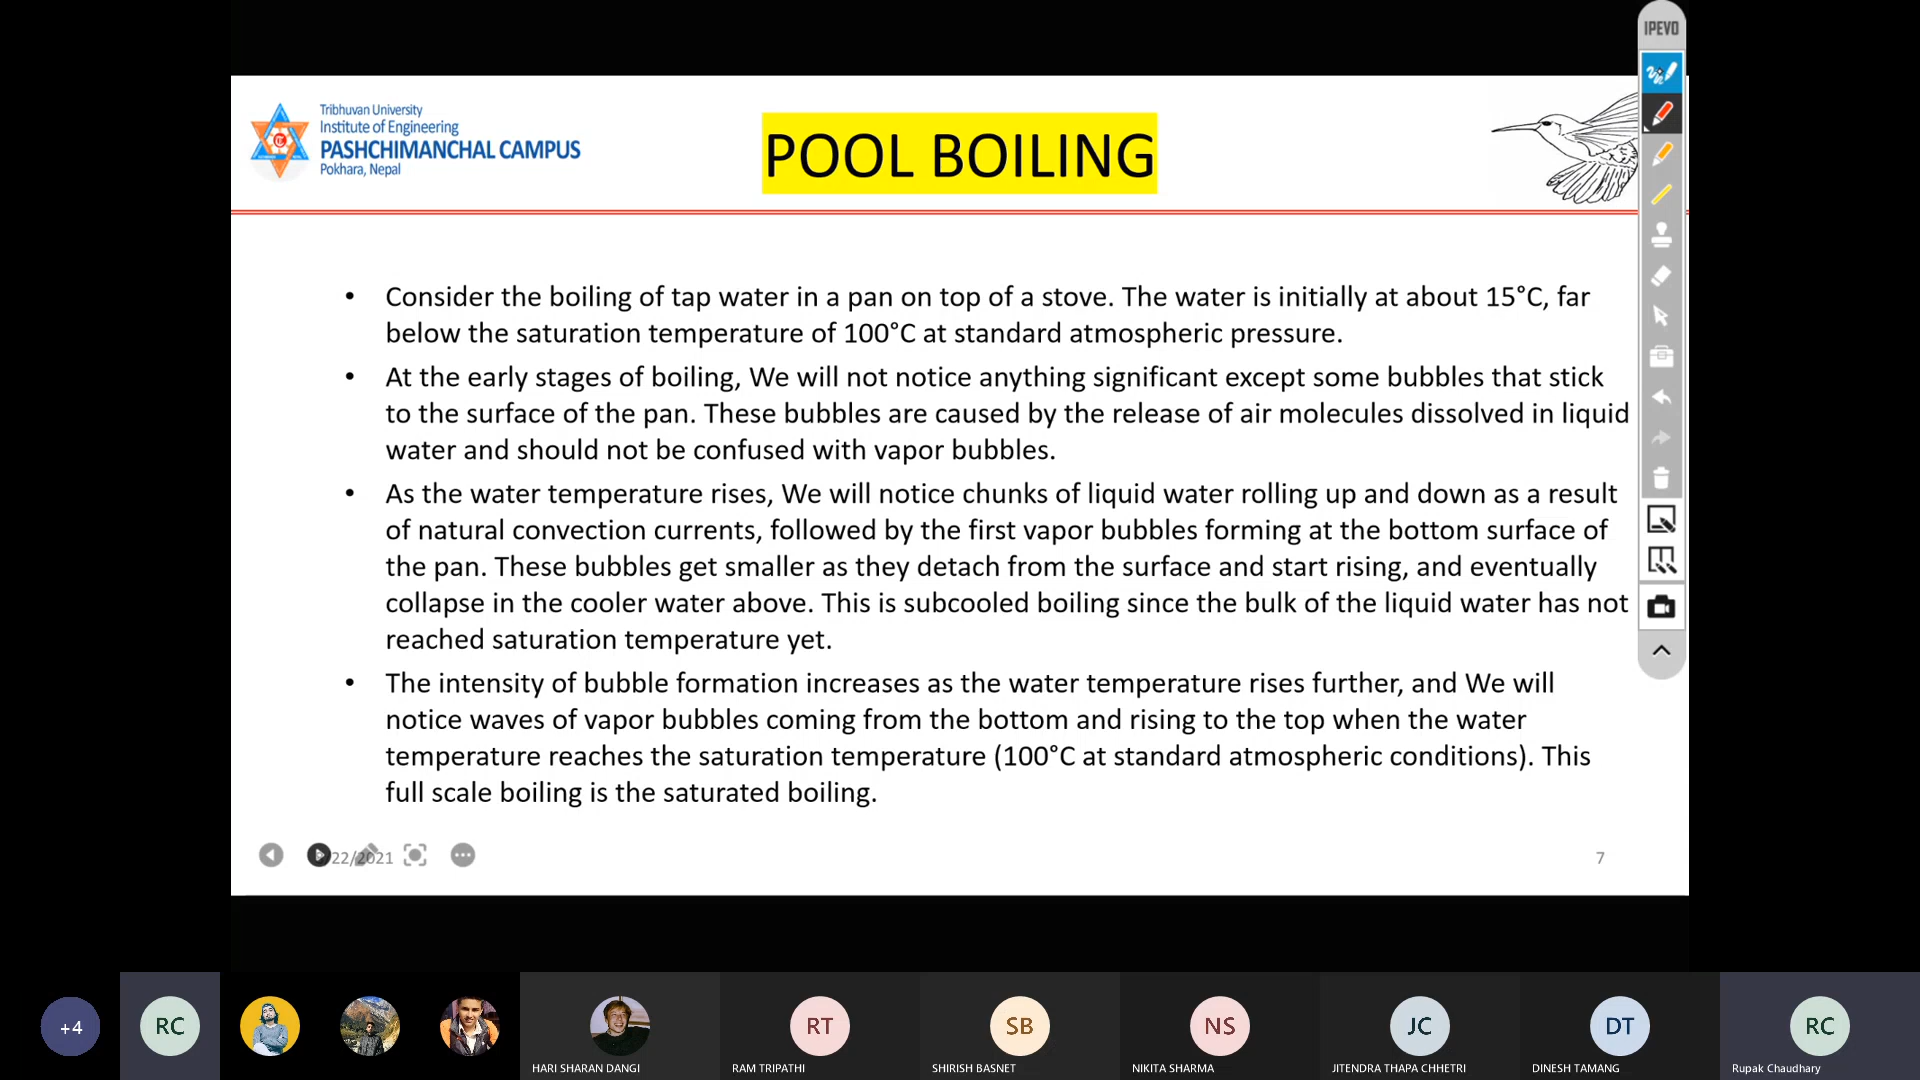 IPEVO
Tribhuvan University
Institute of Engineering
PASHCHIMANCHAL CAMPUS
Pokhara, Nepal
POOL BOILING
• Consider the boiling of tap water in a pan on top of a stove. The water is initially at about 15°C, far
below the saturation temperature of 100°C at standard atmospheric pressure.
• At the early stages of boiling, We will not notice anything significant except some bubbles that stick
to the surface of the pan. These bubbles are caused by the release of air molecules dissolved in liquid
water and should not be confused with vapor bubbles.
• As the water temperature rises, We will notice chunks of liquid water rolling up and down as a result
of natural convection currents, followed by the first vapor bubbles forming at the bottom surface of
the pan. These bubbles get smaller as they detach from the surface and start rising, and eventually
collapse in the cooler water above. This is subcooled boiling since the bulk of the liquid water has not
reached saturation temperature yet.
• The intensity of bubble formation increases as the water temperature rises further, and We will
notice waves of vapor bubbles coming from the bottom and rising to the top when the water
temperature reaches the saturation temperature (100°C at standard atmospheric conditions). This
full scale boiling is the saturated boiling.
22/2021
7
+4
RC
RT
SB
NS
JC
DT
RC
HARI SHARAN DANGI
RAM TRIPATHI
SHIRISH BASNET
NIKITA SHARMA
JITENDRA THAPA CHHETRI
DINESH TAMANG
Rupak Chaudhary